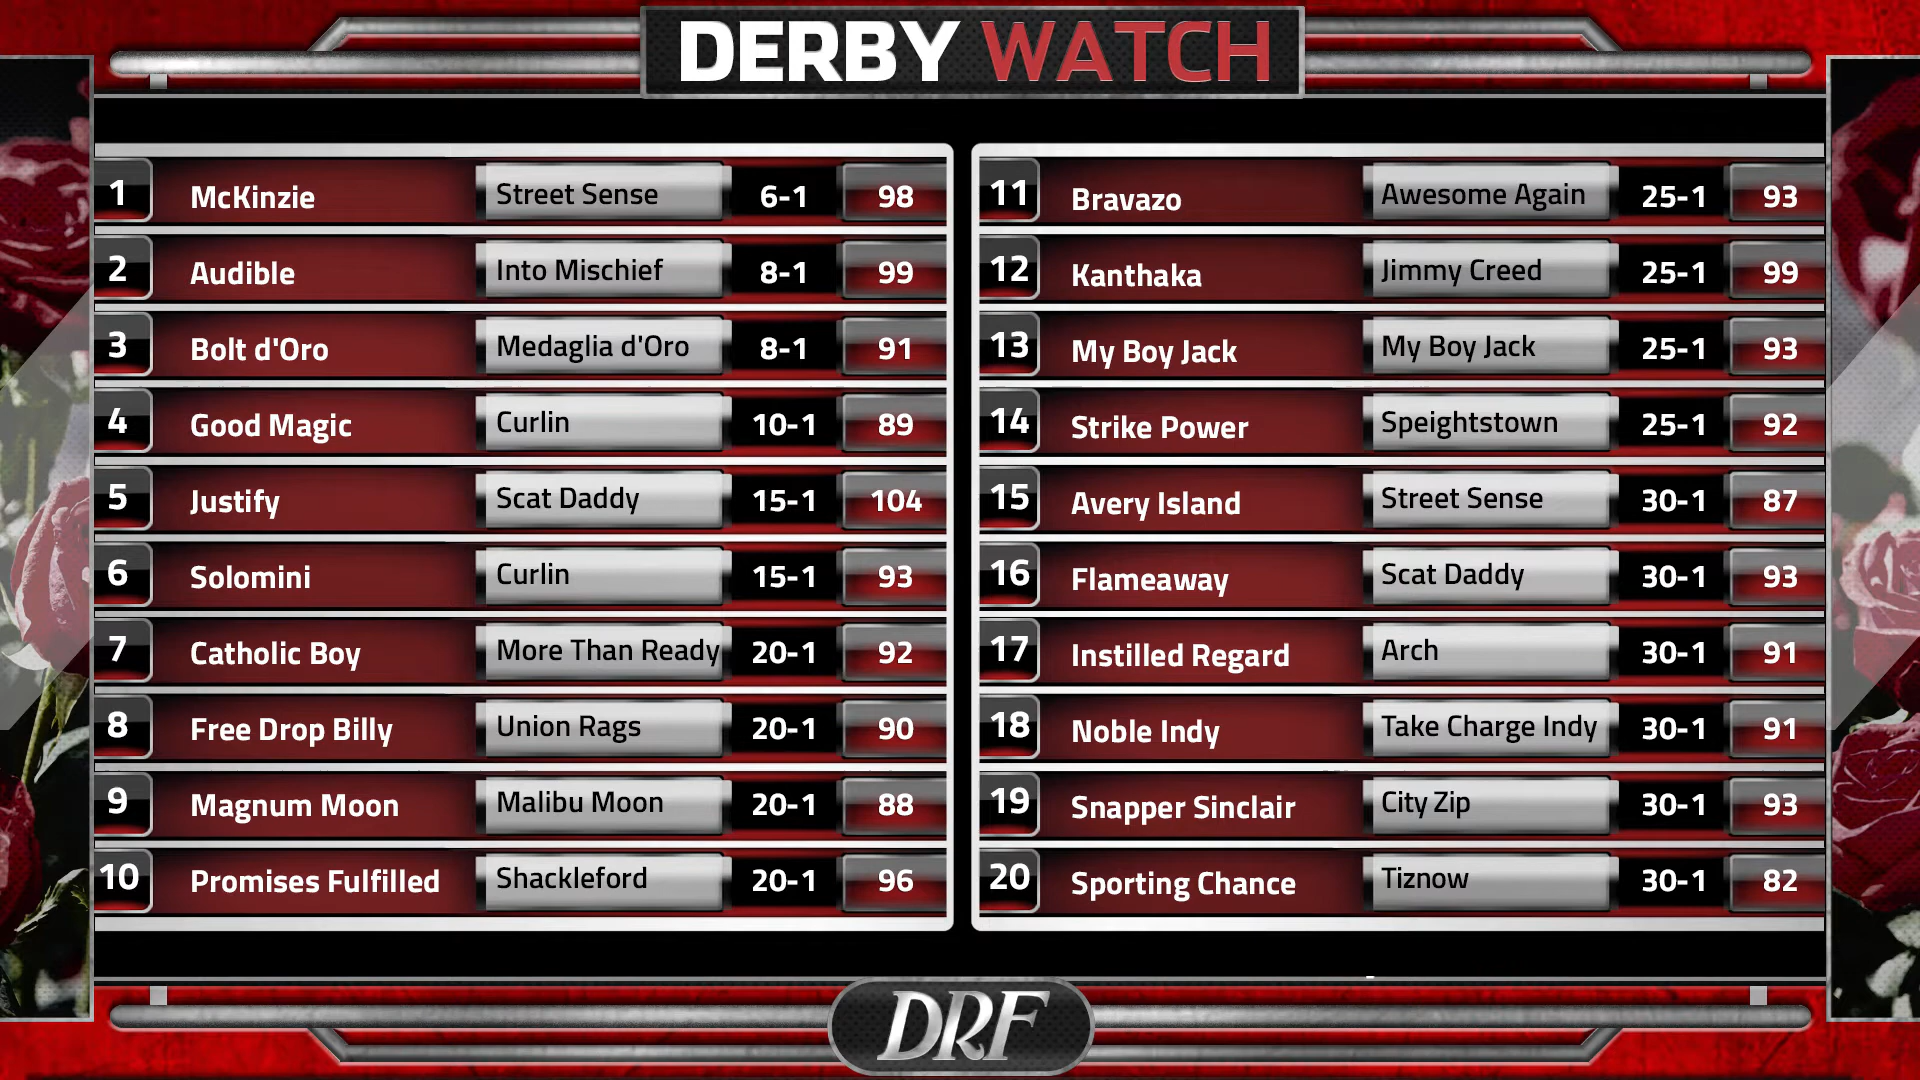 DERBY WATCH
1 McKinzie Street Sense 6-1 98
2 Audible Into Mischief 8-1 99
3 Bolt d'Oro Medaglia d'Oro 8-1 91
4 Good Magic Curlin 10-1 89
5 Justify Scat Daddy 15-1 104
6 Solomini Curlin 15-1 93
7 Catholic Boy More Than Ready 20-1 92
8 Free Drop Billy Union Rags 20-1 90
9 Magnum Moon Malibu Moon 20-1 88
10 Promises Fulfilled Shackleford 20-1 96
11 Bravazo Awesome Again 25-1 93
12 Kanthaka Jimmy Creed 25-1 99
13 My Boy Jack My Boy Jack 25-1 93
14 Strike Power Speightstown 25-1 92
15 Avery Island Street Sense 30-1 87
16 Flameaway Scat Daddy 30-1 93
17 Instilled Regard Arch 30-1 91
18 Noble Indy Take Charge Indy 30-1 91
19 Snapper Sinclair City Zip 30-1 93
20 Sporting Chance Tiznow 30-1 82
DRF